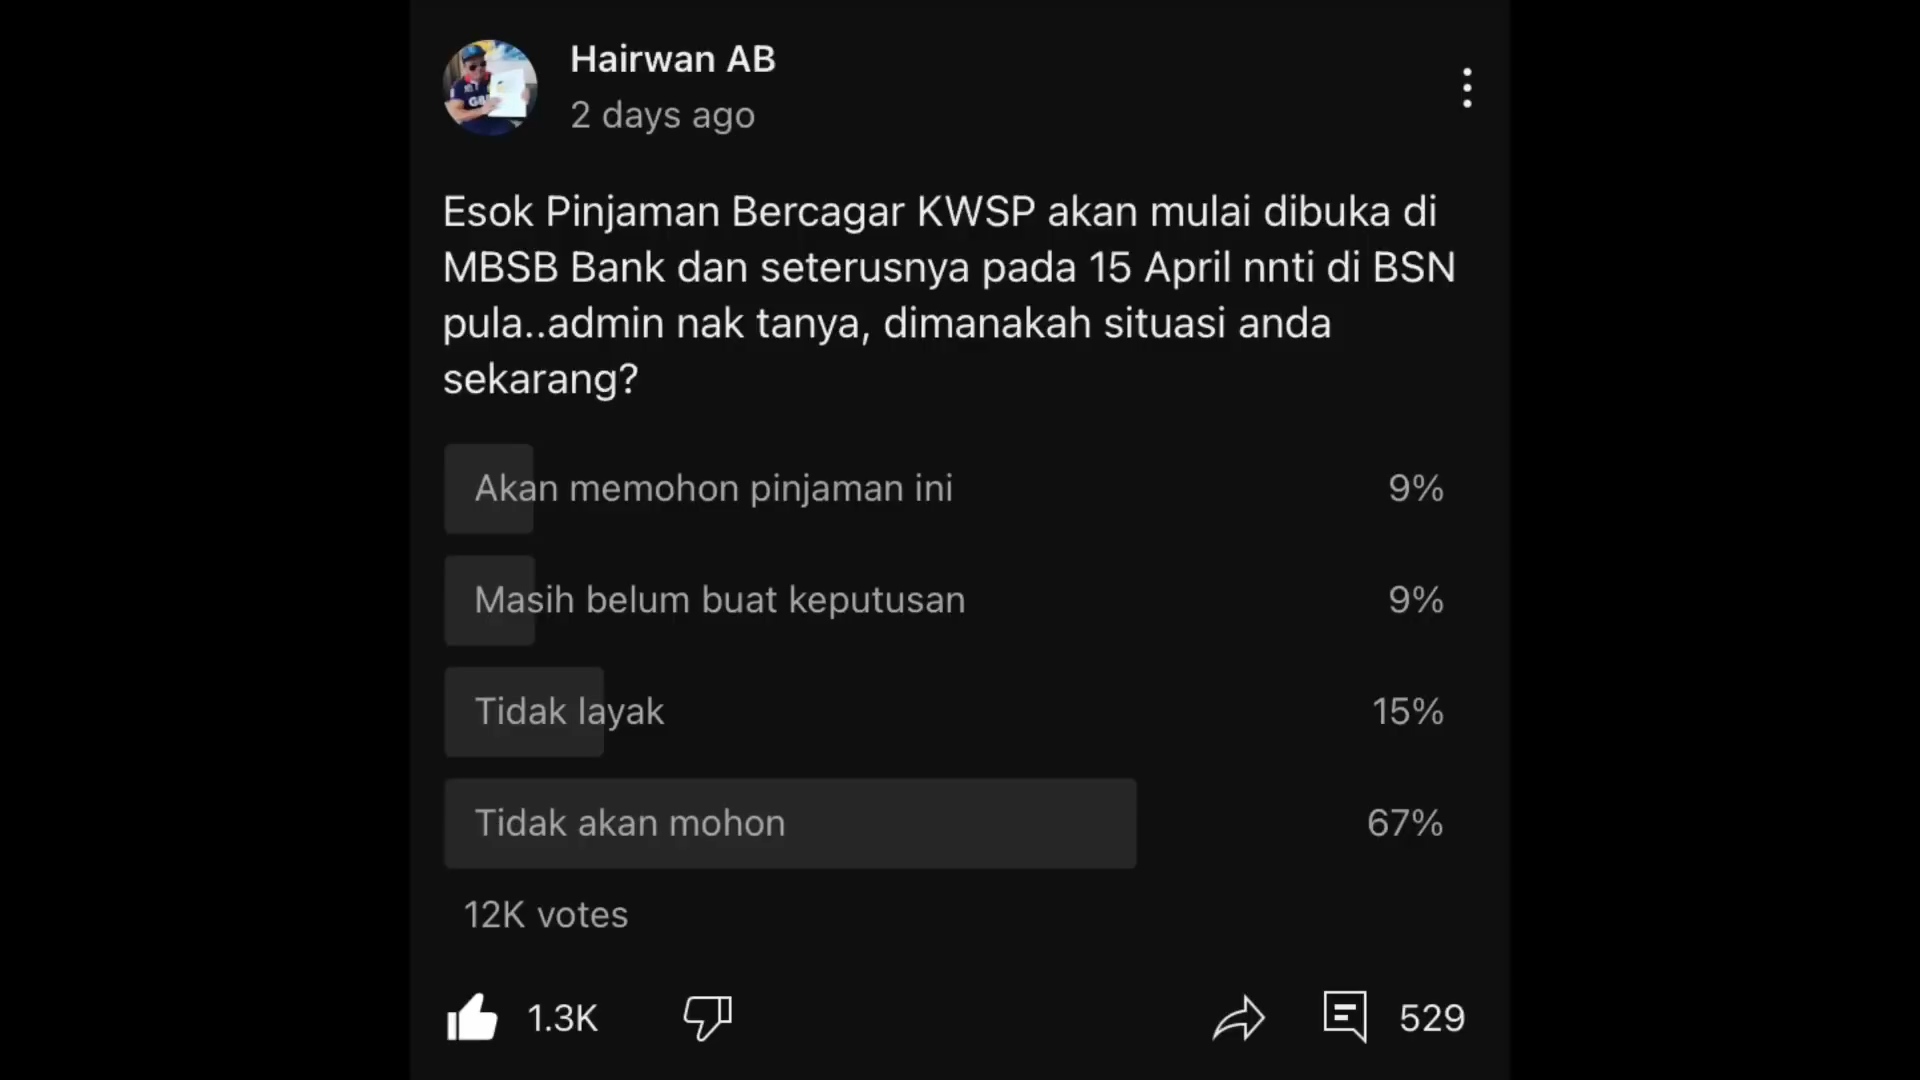 Hairwan AB
2 days ago
Esok Pinjaman Bercagar KWSP akan mulai dibuka di
MBSB Bank dan seterusnya pada 15 April nnti di BSN
pula..admin nak tanya, dimanakah situasi anda
sekarang?
Akan memohon pinjaman ini 9%
Masih belum buat keputusan 9%
Tidak layak 15%
Tidak akan mohon 67%
12K votes
1.3K 529